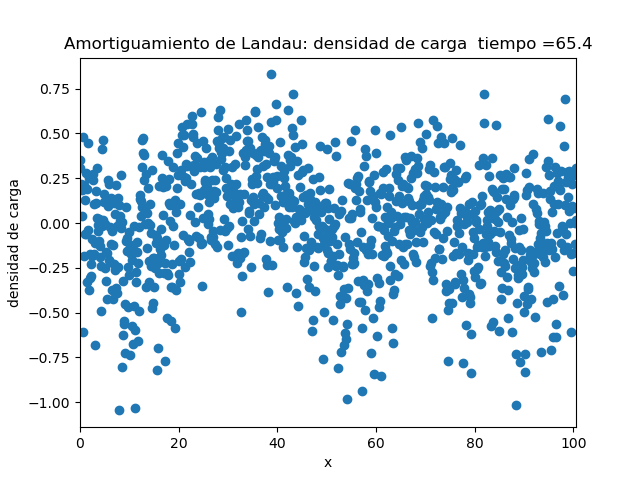 Amortiguamiento de Landau: densidad de carga  tiempo =65.4
densidad de carga
0.75
0.50
0.25
0.00
−0.25
−0.50
−0.75
−1.00
0 20 40 60 80 100
x